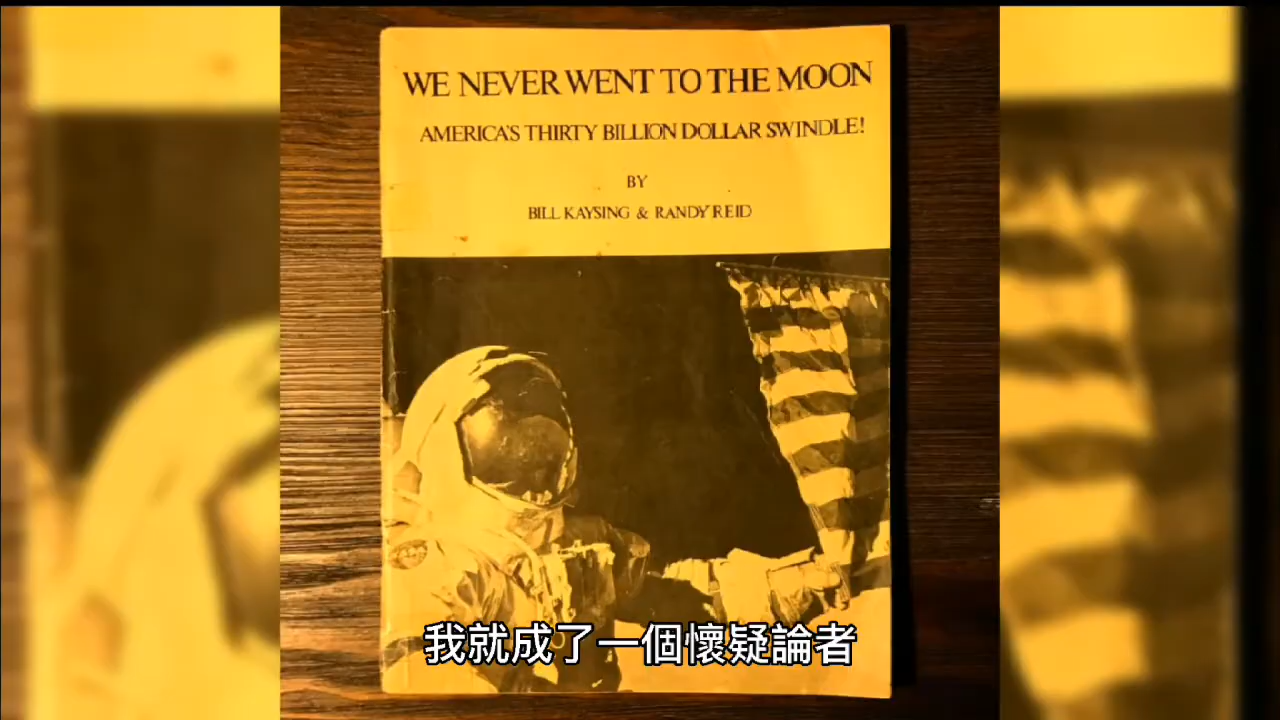 WE NEVER WENT TO THE MOON
AMERICA'S THIRTY BILLION DOLLAR SWINDLE!
BY
BILL KAYSING & RANDY REID
我就成了一個懷疑論者